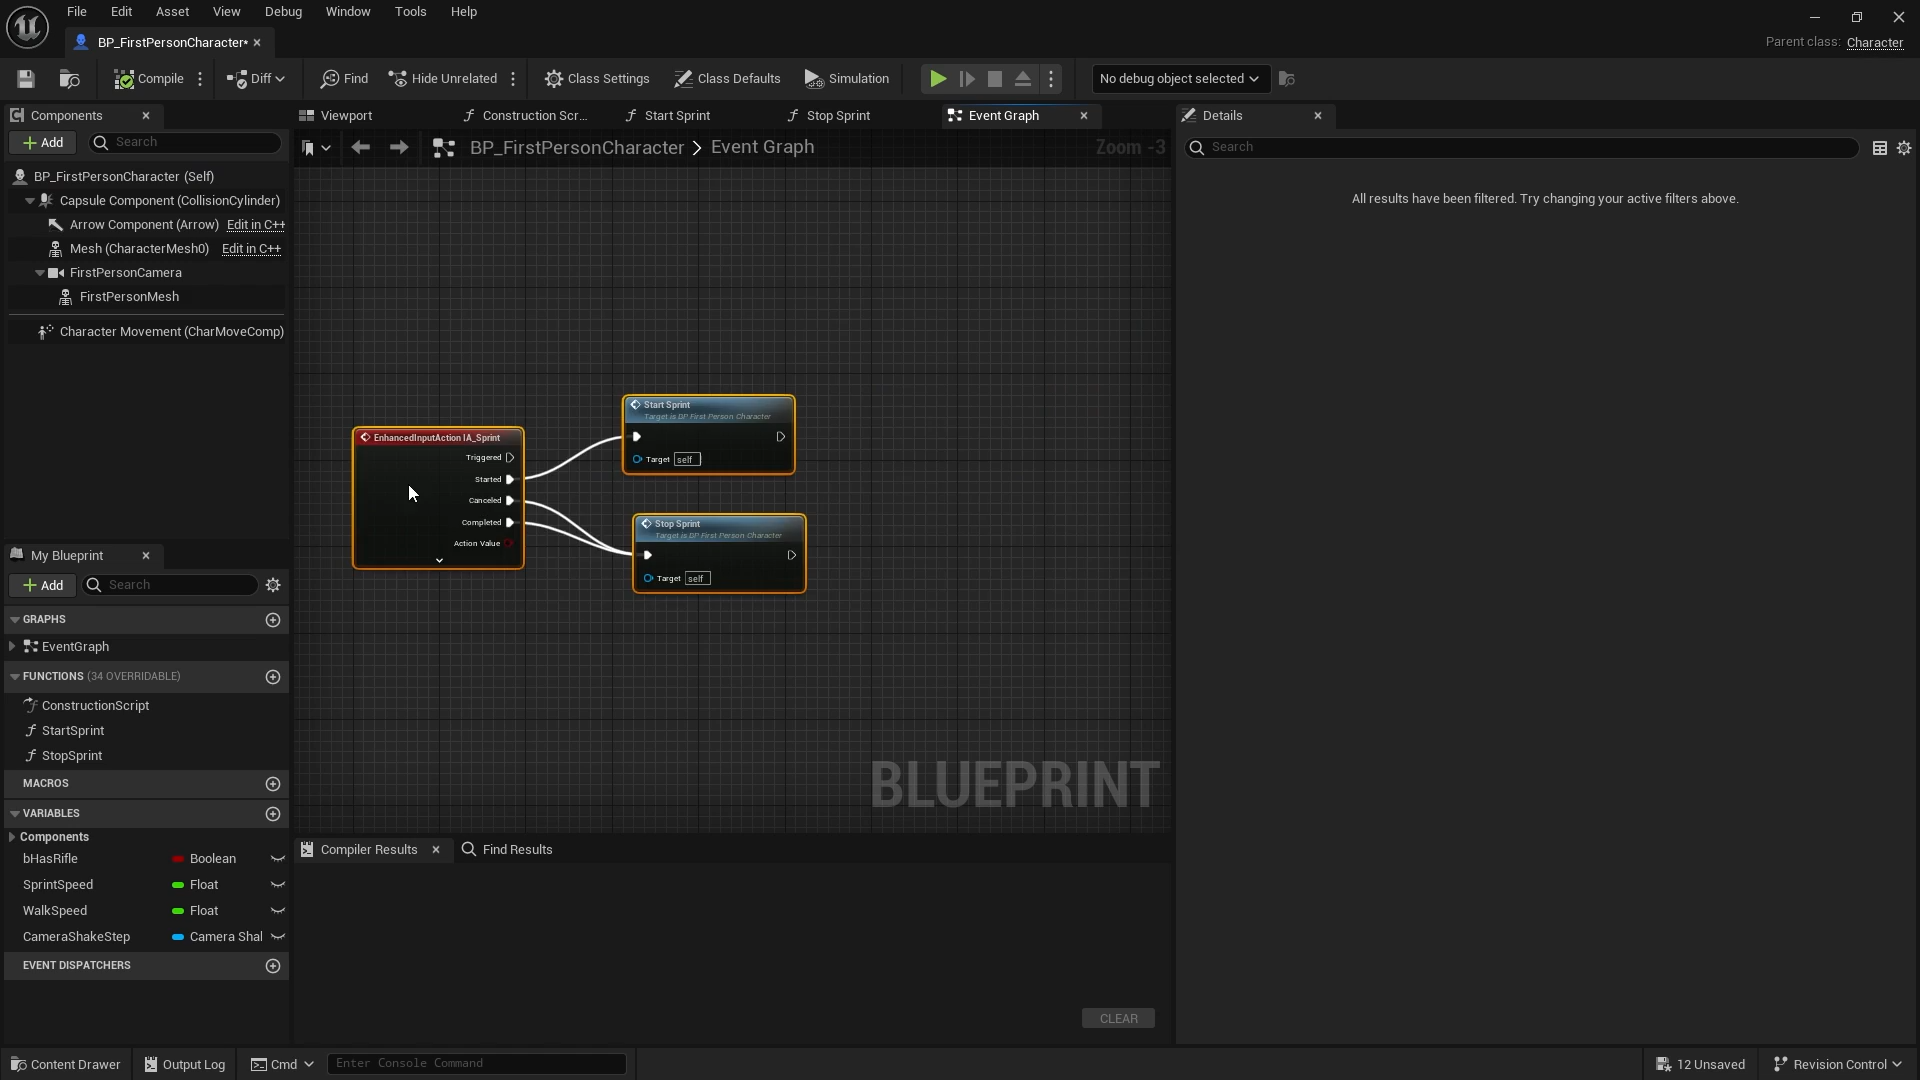 File Edit Asset View Debug Window Tools Help
BP_FirstPersonCharacter*
Parent class: Character
Compile Diff Find Hide Unrelated Class Settings Class Defaults Simulation No debug object selected
Components
Viewport Construction Scr... Start Sprint Stop Sprint Event Graph Details
Add Search
BP_FirstPersonCharacter > Event Graph Zoom -3
Search
BP_FirstPersonCharacter (Self)
Capsule Component (CollisionCylinder)
Arrow Component (Arrow) Edit in C++
Mesh (CharacterMesh0) Edit in C++
FirstPersonCamera
FirstPersonMesh
Character Movement (CharMoveComp)
All results have been filtered. Try changing your active filters above.
EnhancedInputAction IA_Sprint
Triggered
Started
Canceled
Completed
Action Value
Start Sprint
Target is BP First Person Character
Target self
Stop Sprint
Target is BP First Person Character
Target self
BLUEPRINT
My Blueprint
Add Search
GRAPHS
EventGraph
FUNCTIONS (34 OVERRIDABLE)
ConstructionScript
StartSprint
StopSprint
MACROS
VARIABLES
Components
bHasRifle Boolean
SprintSpeed Float
WalkSpeed Float
CameraShakeStep Camera Shal
EVENT DISPATCHERS
Compiler Results Find Results
CLEAR
Content Drawer Output Log Cmd Enter Console Command 12 Unsaved Revision Control